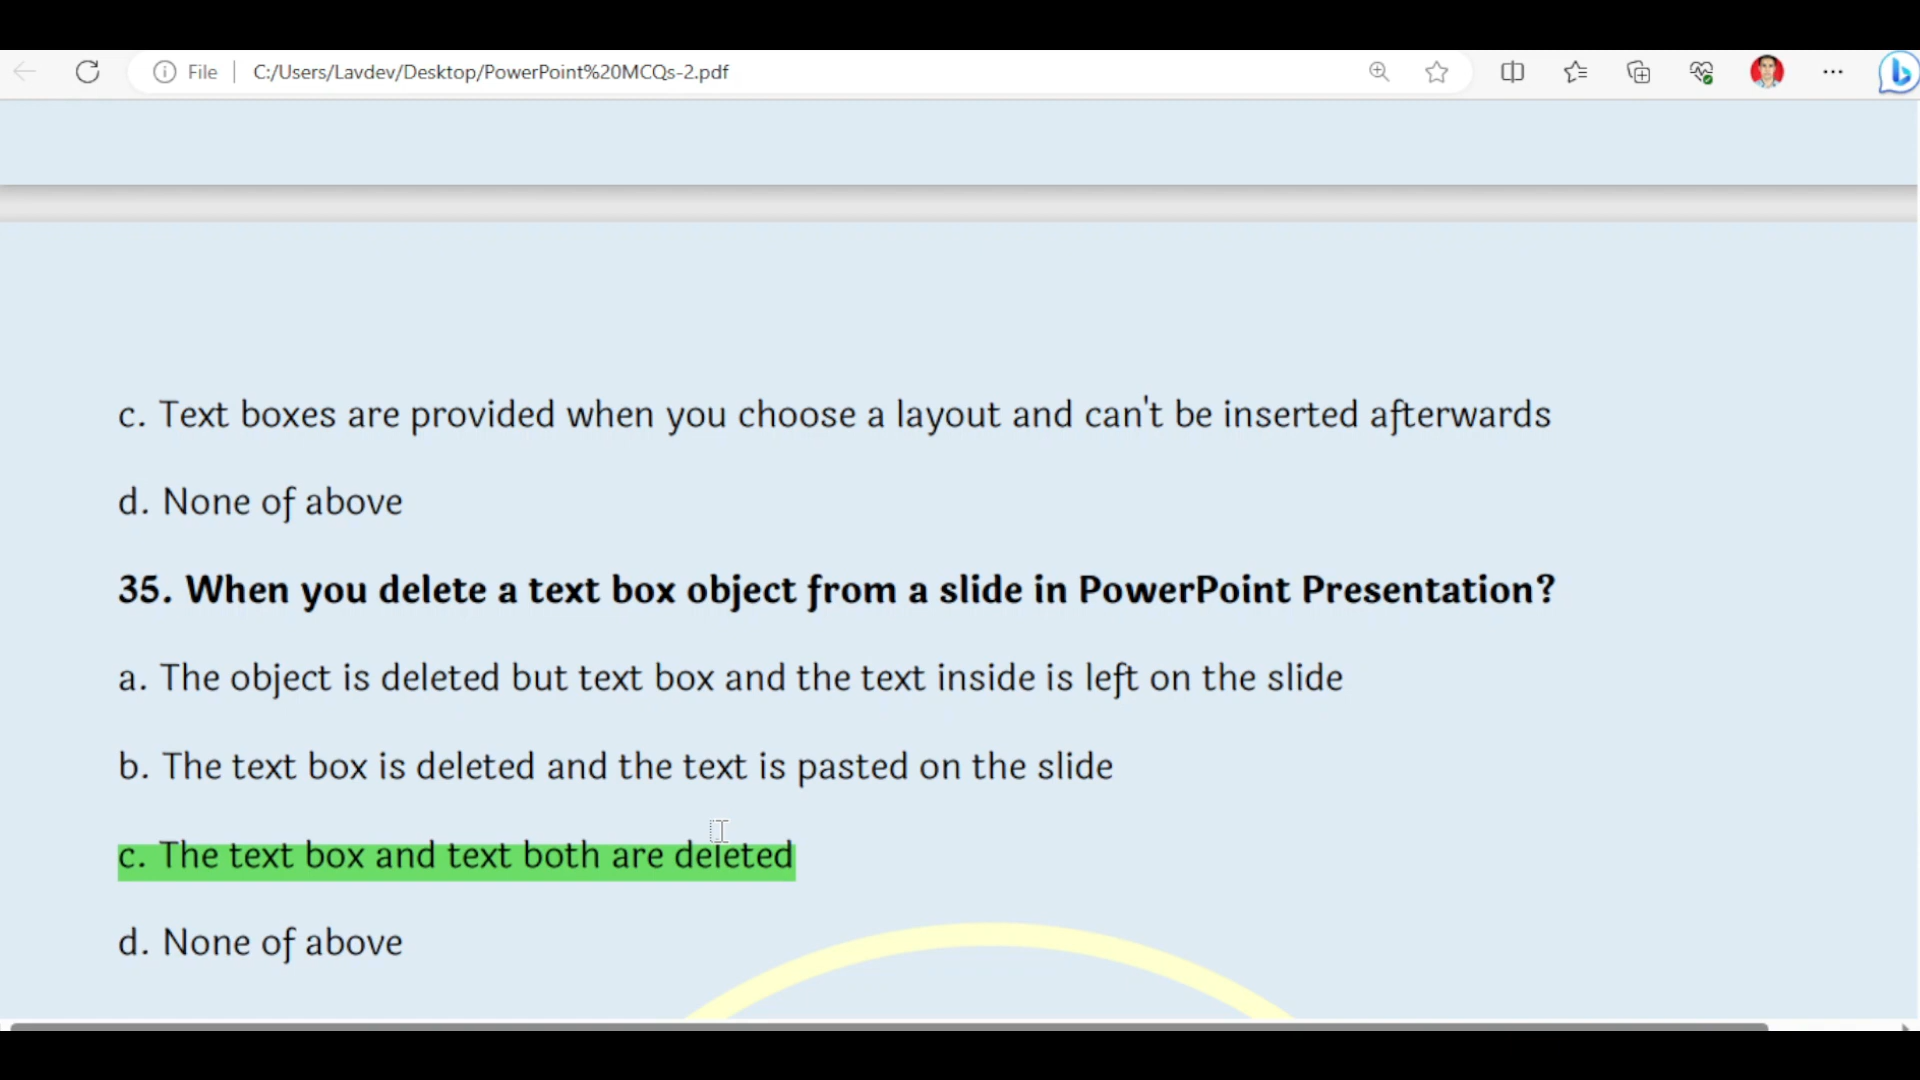 File
C:/Users/Lavdev/Desktop/PowerPoint%20MCQs-2.pdf
c. Text boxes are provided when you choose a layout and can't be inserted afterwards
d. None of above
35. When you delete a text box object from a slide in PowerPoint Presentation?
a. The object is deleted but text box and the text inside is left on the slide
b. The text box is deleted and the text is pasted on the slide
c. The text box and text both are deleted
d. None of above